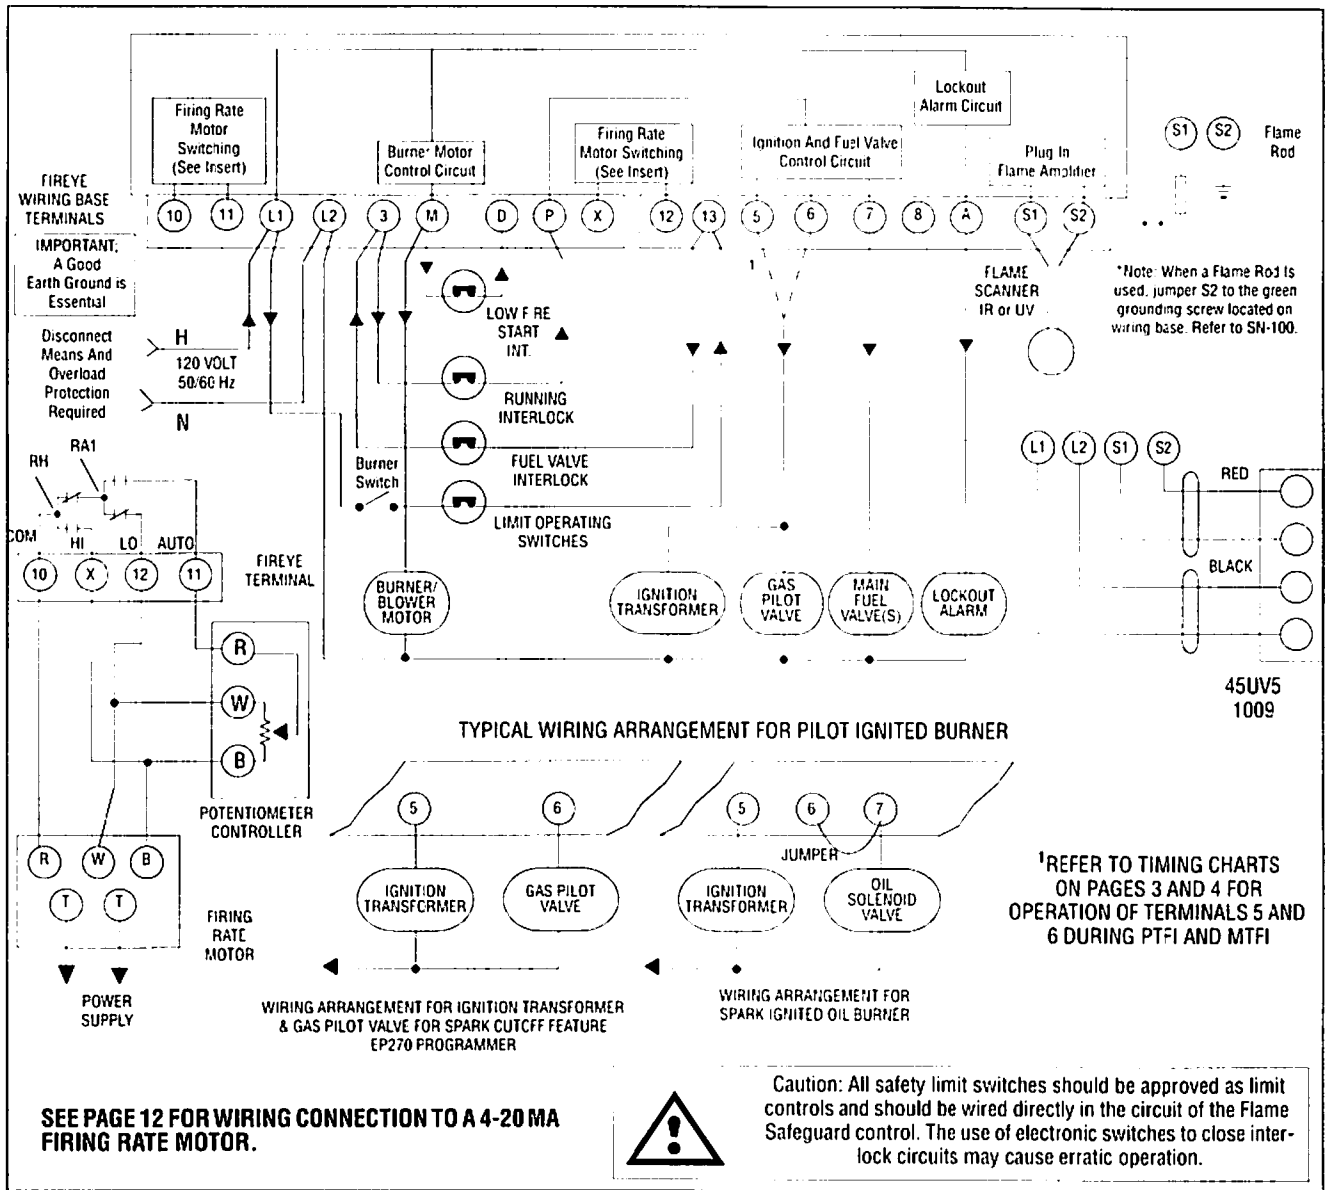 Lockout
Alarm Circuit
Firing Rate
Motor
Switching
(See Insert)
Burner Motor
Control Circuit
Firing Rate
Motor Switching
(See Insert)
Ignition And Fuel Valve
Control Circuit
Plug In
Flame Amplifier
S1 S2 Flame
Rod
FIREYE
WIRING BASE
TERMINALS
10 11 L1 L2 3 M D P X 12 13 5 6 7 8 A S1 S2
IMPORTANT;
A Good
Earth Ground is
Essential
1
LOW F RE
START
INT.
FLAME
SCANNER
IR or UV
*Note: When a Flame Rod Is
used, jumper S2 to the green
grounding screw located on
wiring base. Refer to SN-100.
Disconnect
Means And
Overload
Protection
Required
H
120 VOLT
50/60 Hz
N
RUNNING
INTERLOCK
FUEL VALVE
INTERLOCK
Burner
Switch
LIMIT OPERATING
SWITCHES
RH
RA1
COM HI LO AUTO
10 X 12 11
FIREYE
TERMINAL
L1 L2 S1 S2
RED
BLACK
45UV5
1009
BURNER/
BLOWER
MOTOR
IGNITION
TRANSFORMER
GAS
PILOT
VALVE
MAIN
FUEL
VALVE(S)
LOCKOUT
ALARM
R
W
B
POTENTIOMETER
CONTROLLER
TYPICAL WIRING ARRANGEMENT FOR PILOT IGNITED BURNER
5 6
IGNITION
TRANSFORMER
GAS PILOT
VALVE
5 6 7
JUMPER
IGNITION
TRANSFORMER
OIL
SOLENOID
VALVE
R W B
T T
FIRING
RATE
MOTOR
POWER
SUPPLY
1REFER TO TIMING CHARTS
ON PAGES 3 AND 4 FOR
OPERATION OF TERMINALS 5 AND
6 DURING PTFI AND MTFI
WIRING ARRANGEMENT FOR IGNITION TRANSFORMER
& GAS PILOT VALVE FOR SPARK CUTOFF FEATURE
EP270 PROGRAMMER
WIRING ARRANGEMENT FOR
SPARK IGNITED OIL BURNER
SEE PAGE 12 FOR WIRING CONNECTION TO A 4-20 MA
FIRING RATE MOTOR.
Caution: All safety limit switches should be approved as limit
controls and should be wired directly in the circuit of the Flame
Safeguard control. The use of electronic switches to close inter-
lock circuits may cause erratic operation.